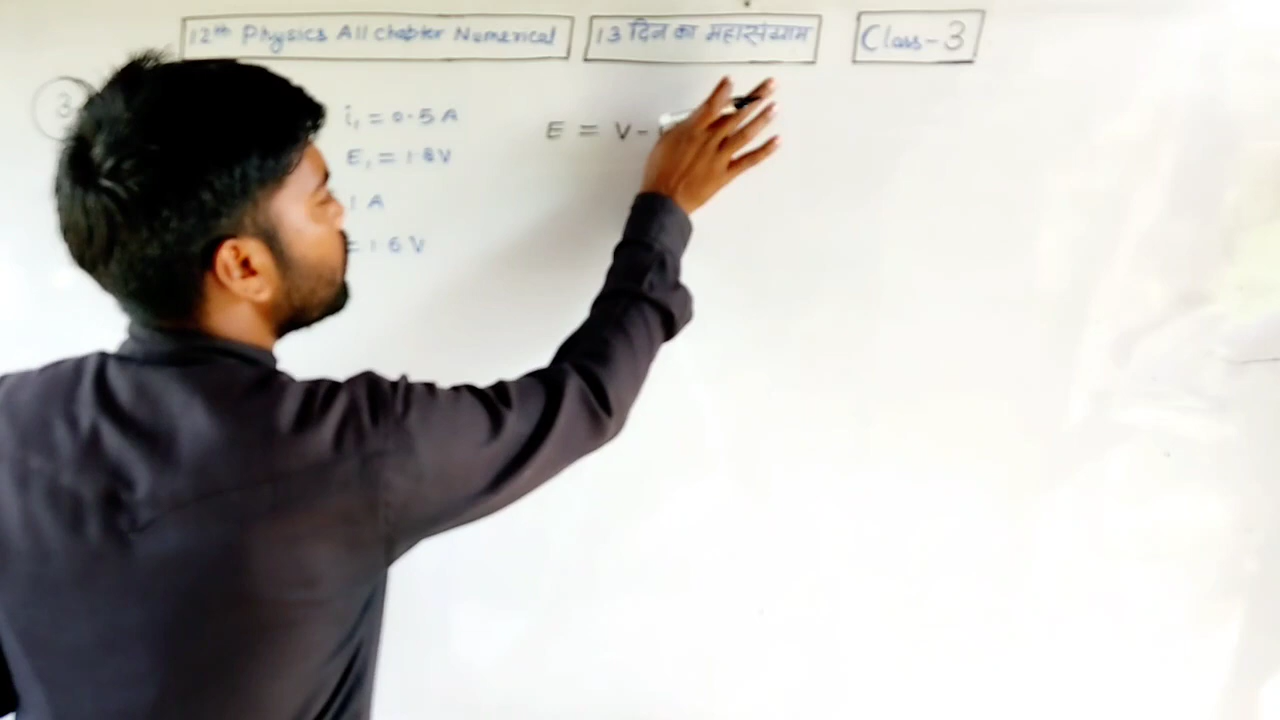 12th Physics All chapter Numerical
13 दिन का महासंग्राम
Class-3
3
i₁ = 0.5 A
E₁ = 1.8V
1 A
= 1.6 V
E = V -